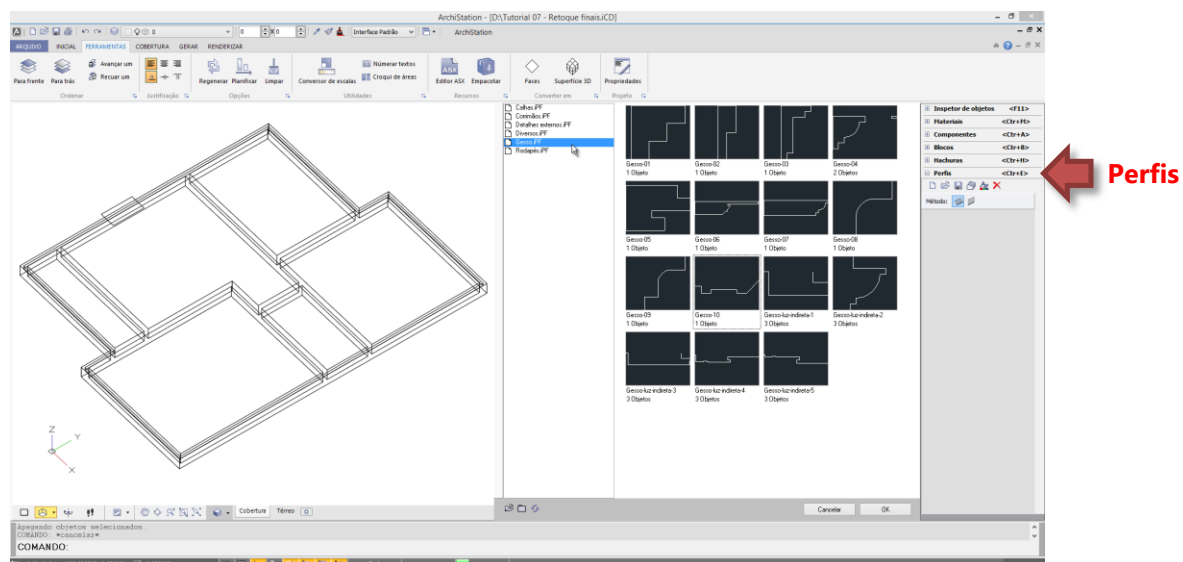 ArchiStation - [D:\Tutorial 07 - Retoque finais.iCD]
0 0 X 0 Interface Padrão ArchiStation
ARQUIVO INICIAL FERRAMENTAS COBERTURA GERAR RENDERIZAR
Para frente Para trás Avançar um Recuar um Regenerar Planificar Limpar Conversor de escalas Númerar textos Croqui de áreas Editor ASX Empacotar Faces Superfície 3D Propriedades
Ordenar Justificação Opções Utilidades Recursos Converter em Projeto
Calhas.iPF
Corrimãos.iPF
Detalhes externos.iPF
Diversos.iPF
Gesso.iPF
Rodapés.iPF
Gesso-01 Gesso-02 Gesso-03 Gesso-04
1 Objeto 1 Objeto 1 Objeto 2 Objetos
Gesso-05 Gesso-06 Gesso-07 Gesso-08
1 Objeto 1 Objeto 1 Objeto 1 Objeto
Gesso-09 Gesso-10 Gesso-luz-indireta-1 Gesso-luz-indireta-2
1 Objeto 1 Objeto 3 Objetos 3 Objetos
Gesso-luz-indireta-3 Gesso-luz-indireta-4 Gesso-luz-indireta-5
3 Objetos 3 Objetos 3 Objetos
Inspetor de objetos <F11>
Materiais <Ctr+M>
Componentes <Ctr+A>
Blocos <Ctr+B>
Hachuras <Ctr+H>
Perfis <Ctr+E>
Método:
Perfis
Z
Y
X
Cobertura Térreo
Cancelar OK
Apagando objetos selecionados.
COMANDO: *cancelar*
COMANDO: